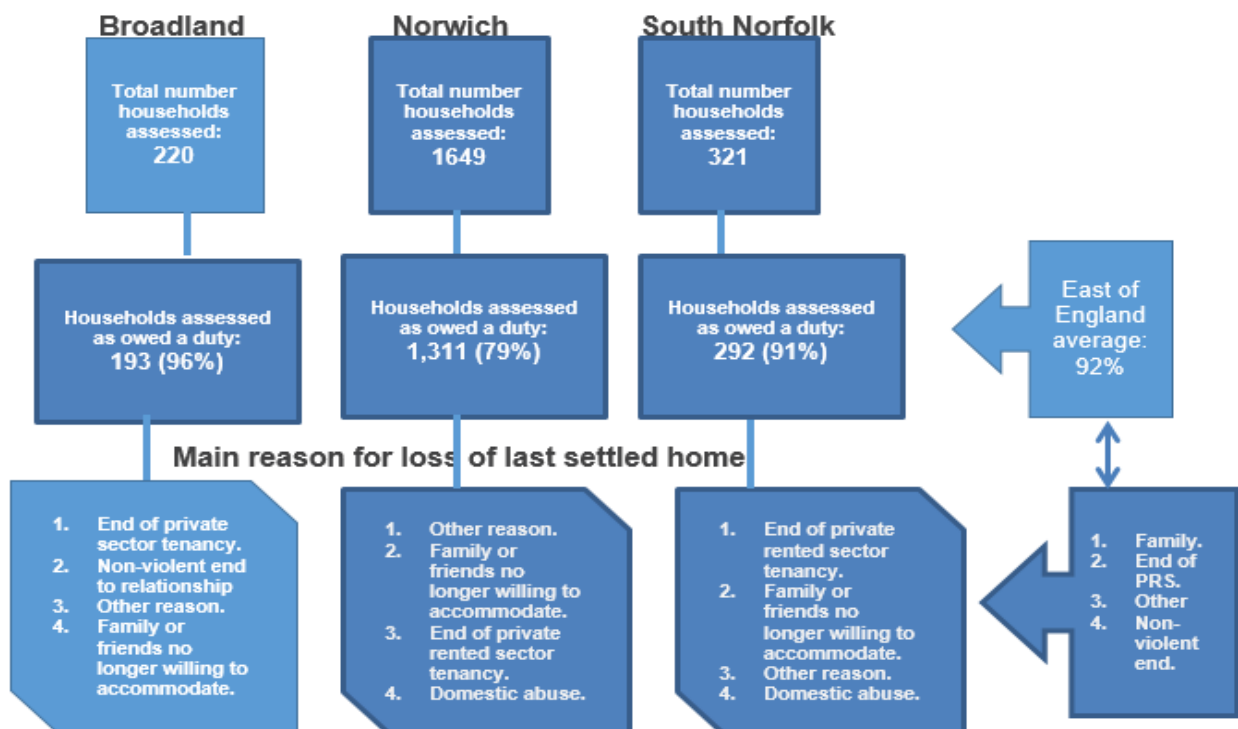 Broadland
Total number
households
assessed:
220
Households assessed
as owed a duty:
193 (96%)
Norwich
Total number
households
assessed:
1649
Households assessed
as owed a duty:
1,311 (79%)
South Norfolk
Total number
households
assessed:
321
Households assessed
as owed a duty:
292 (91%)
East of
England
average:
92%
Main reason for loss of last settled home
1. End of private
sector tenancy.
2. Non-violent end
to relationship
3. Other reason.
4. Family or
friends no
longer willing to
accommodate.
1. Other reason.
2. Family or
friends no
longer willing to
accommodate.
3. End of private
rented sector
tenancy.
4. Domestic abuse.
1. End of private
rented sector
tenancy.
2. Family or
friends no
longer willing to
accommodate.
3. Other reason.
4. Domestic abuse.
1. Family.
2. End of
PRS.
3. Other
4. Non-
violent
end.